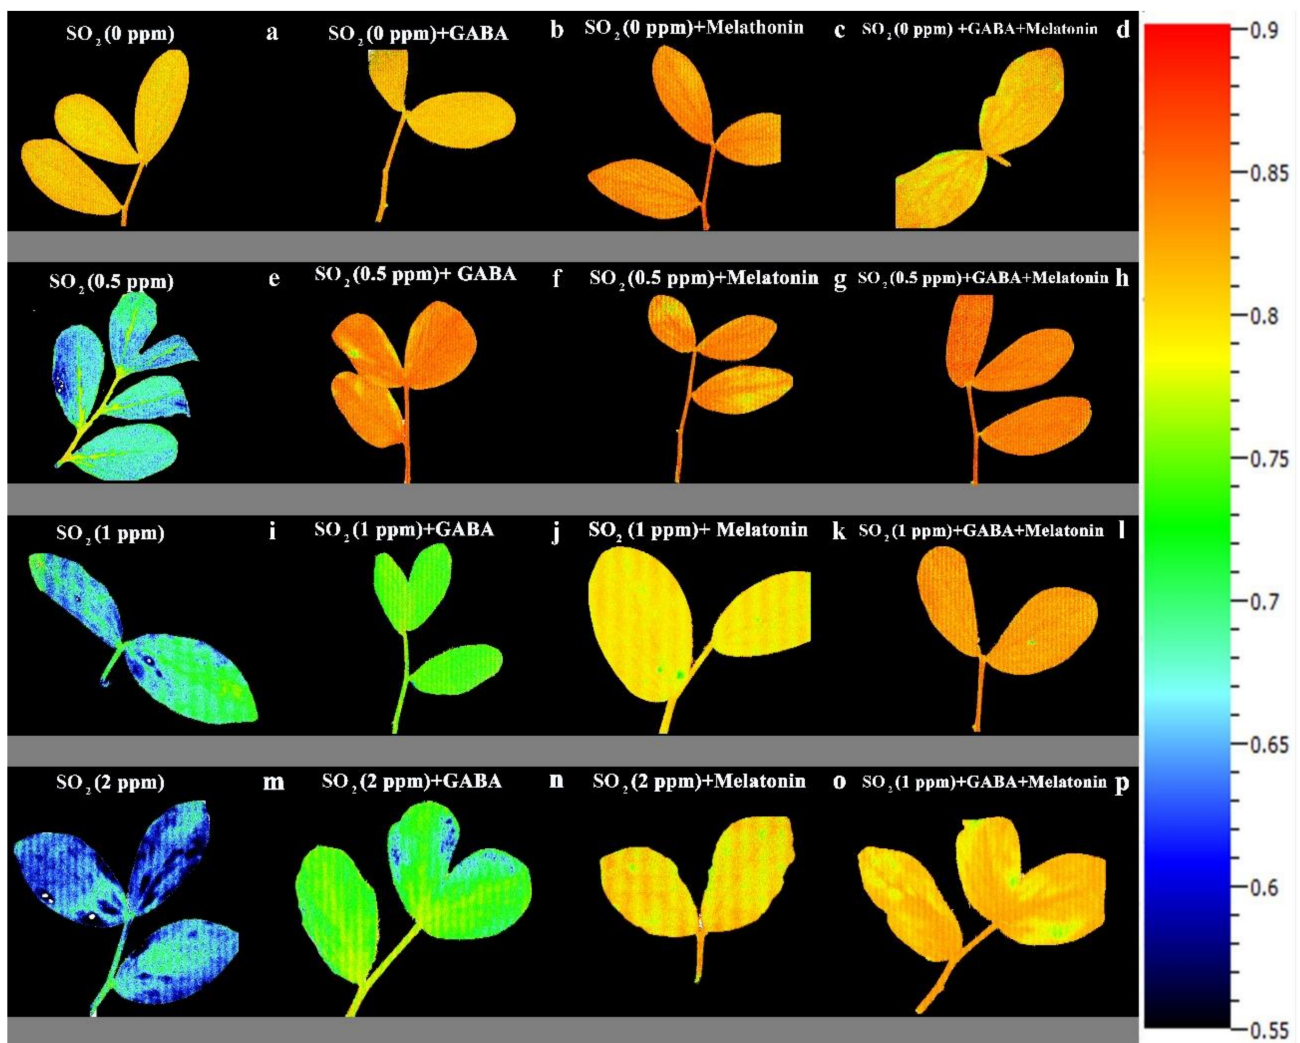 SO₂(0 ppm) a SO₂(0 ppm)+GABA b SO₂(0 ppm)+Melathonin c SO₂(0 ppm) +GABA+Melatonin d
SO₂(0.5 ppm) e SO₂(0.5 ppm)+ GABA f SO₂(0.5 ppm)+Melatonin g SO₂(0.5 ppm)+GABA+Melatonin h
SO₂(1 ppm) i SO₂(1 ppm)+GABA j SO₂(1 ppm)+ Melatonin k SO₂(1 ppm)+GABA+Melatonin l
SO₂(2 ppm) m SO₂(2 ppm)+GABA n SO₂(2 ppm)+Melatonin o SO₂(1 ppm)+GABA+Melatonin p
0.9
0.85
0.8
0.75
0.7
0.65
0.6
0.55